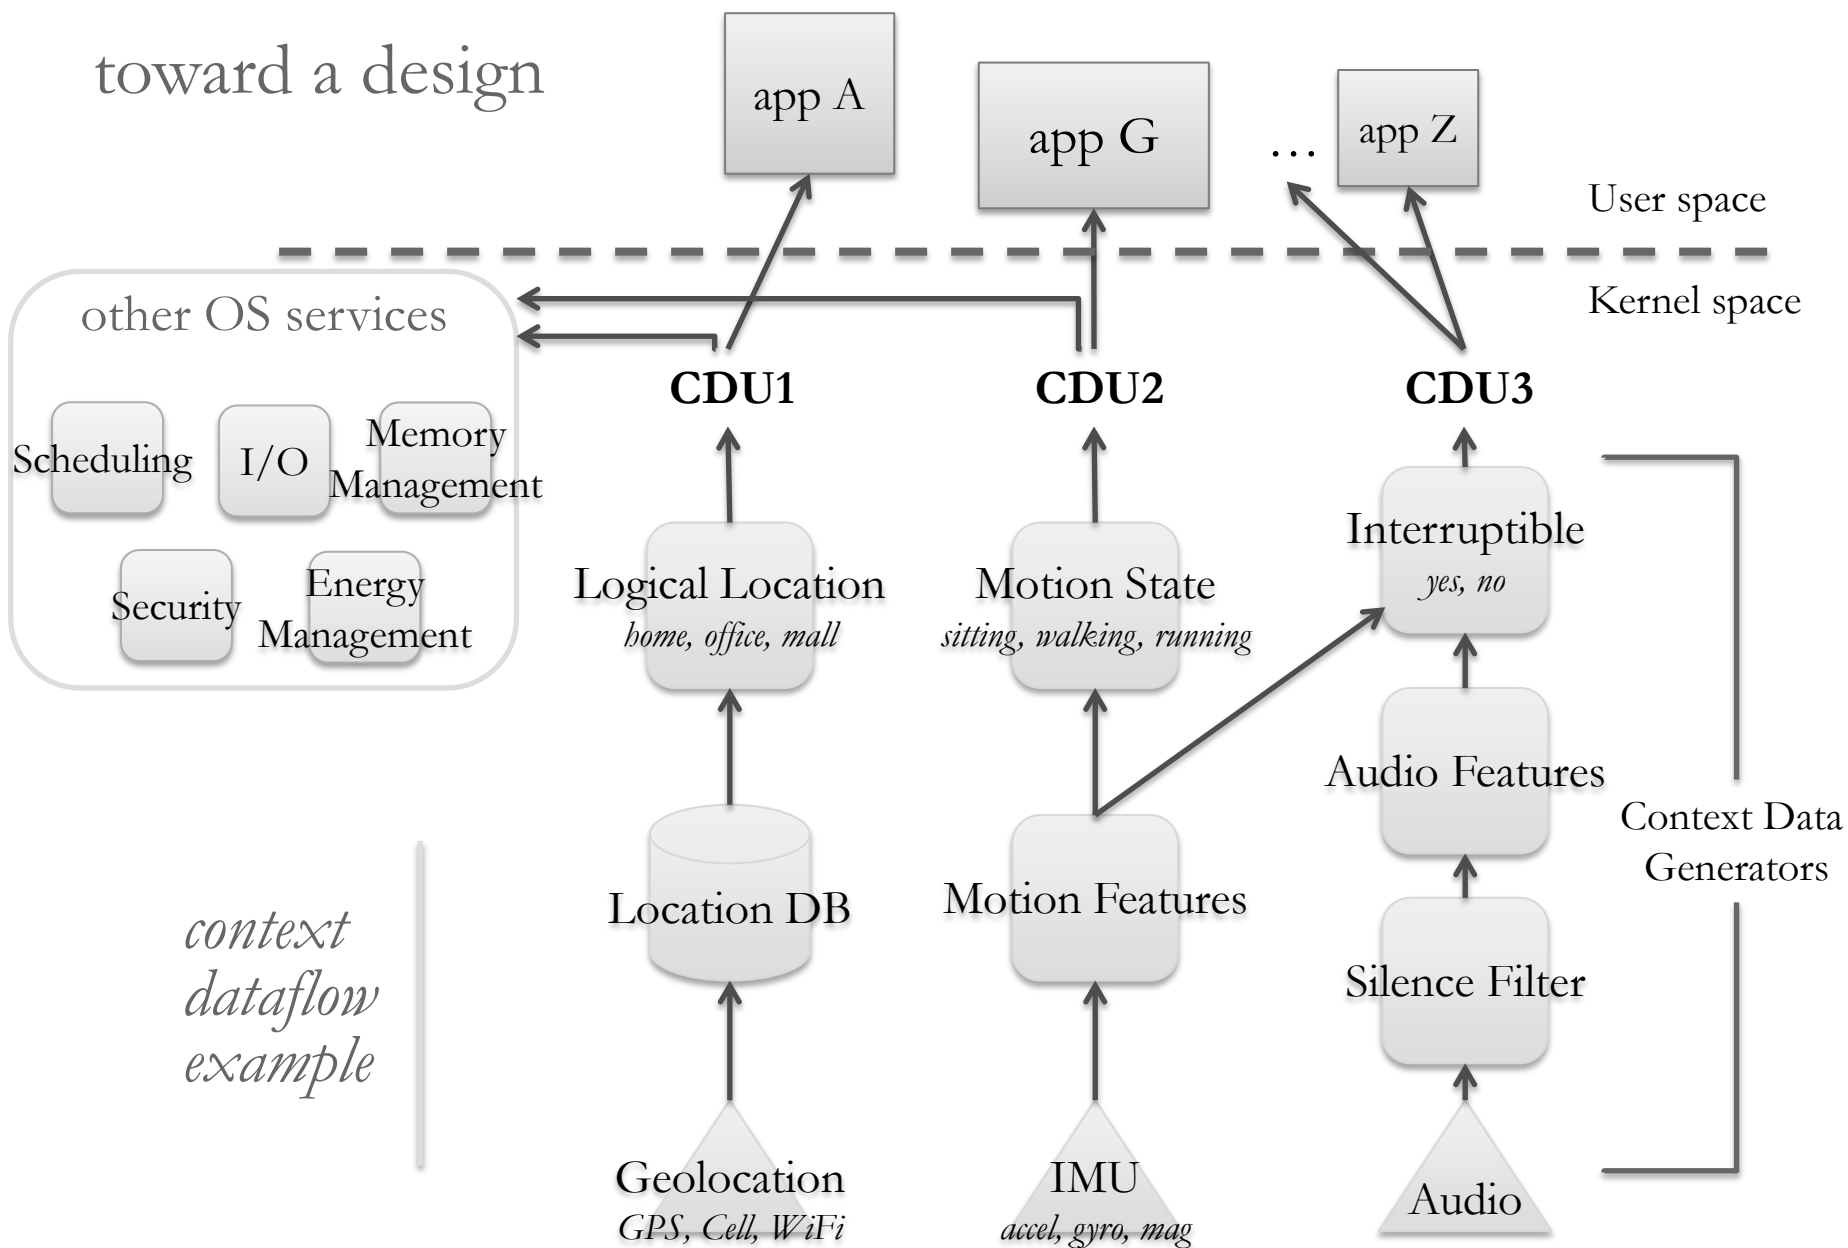 toward a design
app A
app G
…
app Z
User space
Kernel space
other OS services
Scheduling
I/O
Memory
Management
Security
Energy
Management
CDU1
CDU2
CDU3
Logical Location
home, office, mall
Motion State
sitting, walking, running
Interruptible
yes, no
Location DB
Motion Features
Audio Features
Silence Filter
Context Data
Generators
context
dataflow
example
Geolocation
GPS, Cell, WiFi
IMU
accel, gyro, mag
Audio